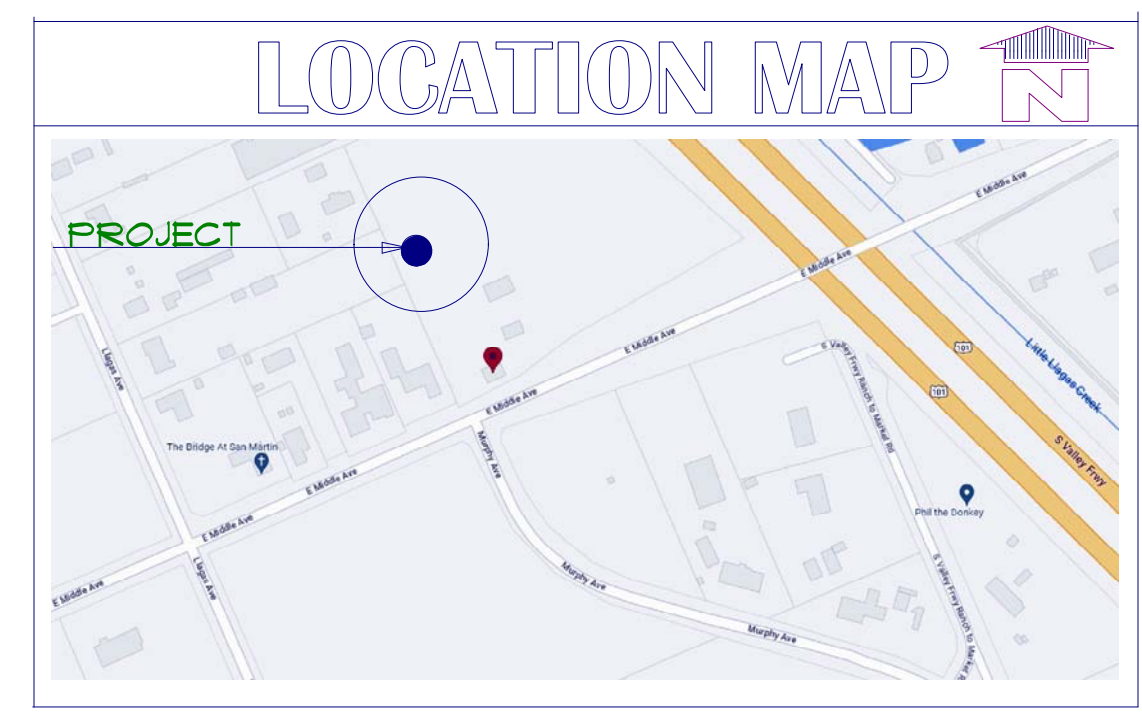 LOCATION MAP
N
PROJECT
E Middle Ave
E Middle Ave
E Middle Ave
Llagas Ave
S Valley Frwy Ranch to Market Rd
101
Little Llagas Creek
101
E Middle Ave
The Bridge At San Martin
Murphy Ave
S Valley Frwy
E Middle Ave
Phil the Donkey
E Middle Ave
Llagas Ave
E Middle Ave
Murphy Ave
S Valley Frwy Ranch to Market R
Murphy Ave